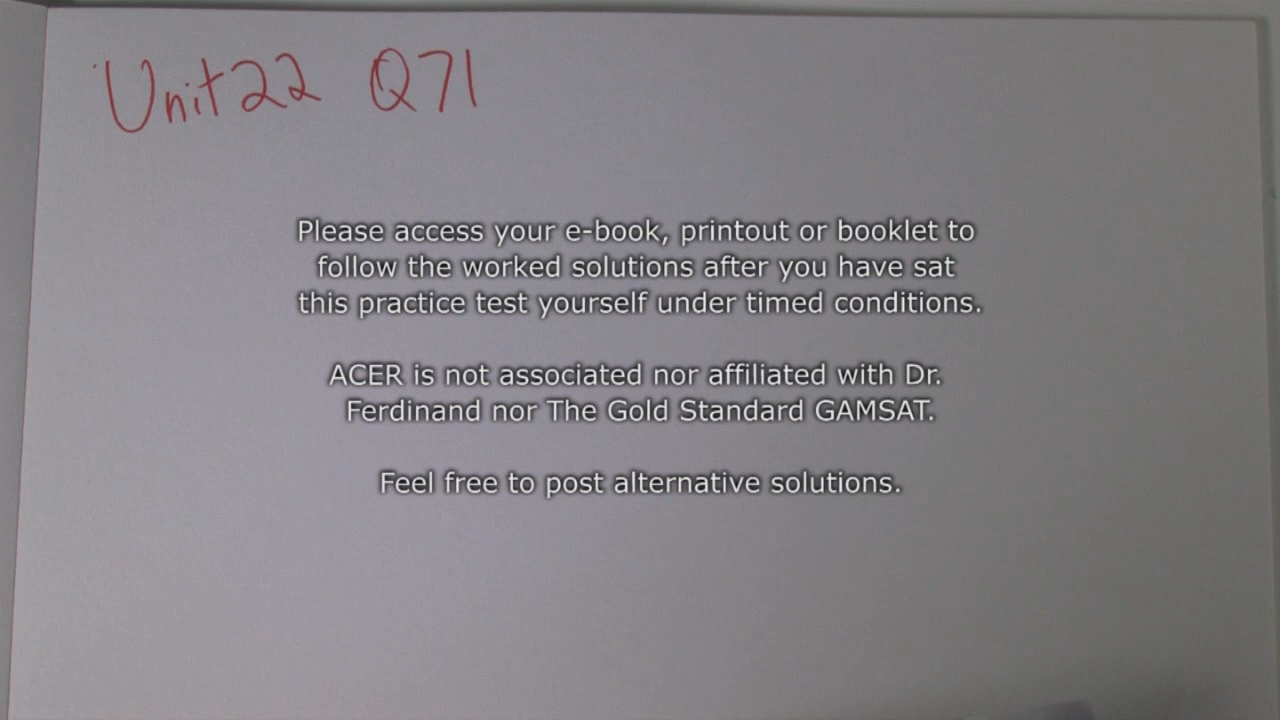 Unit 22 Q71
Please access your e-book, printout or booklet to
follow the worked solutions after you have sat
this practice test yourself under timed conditions.
ACER is not associated nor affiliated with Dr.
Ferdinand nor The Gold Standard GAMSAT.
Feel free to post alternative solutions.